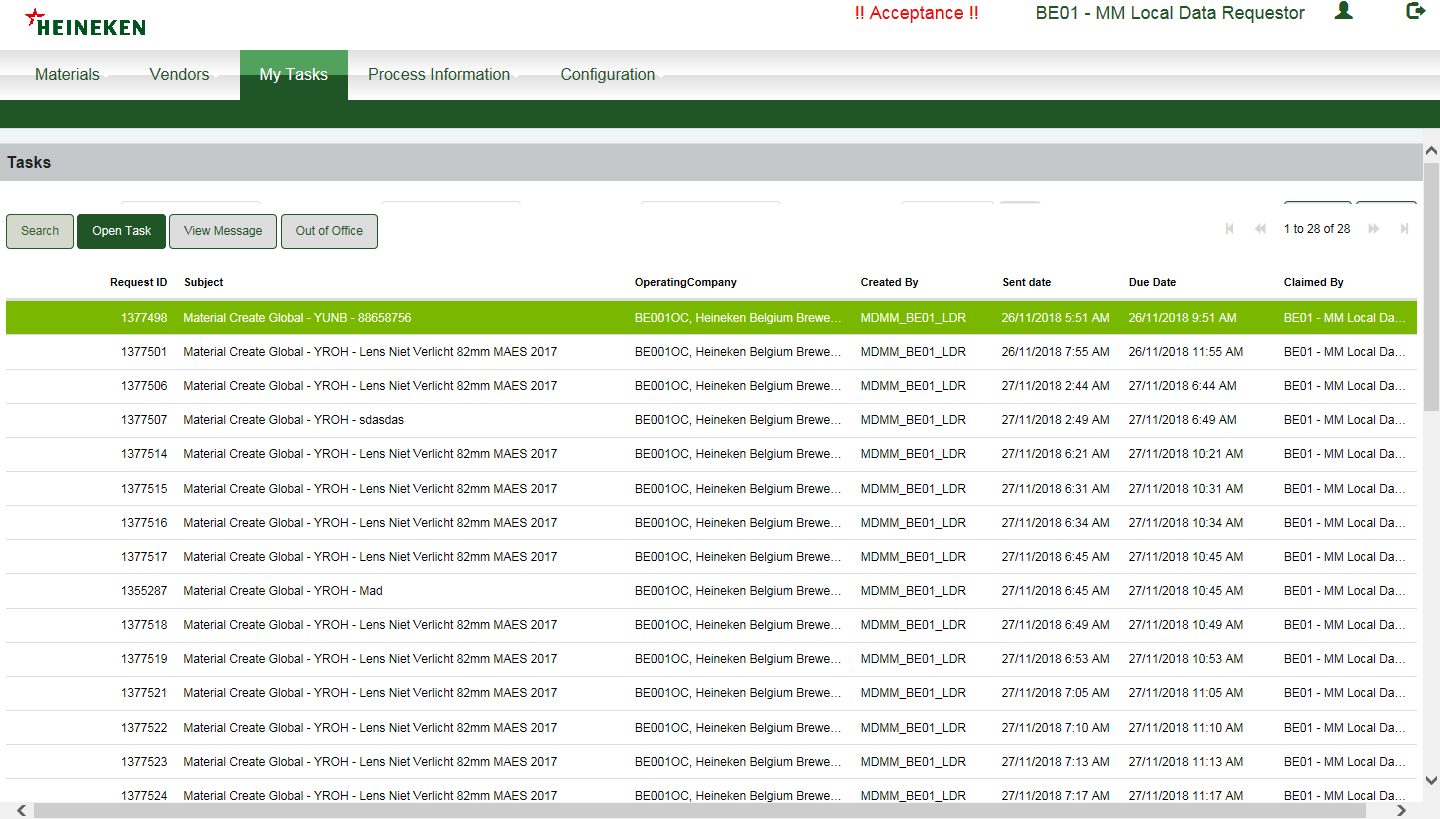 HEINEKEN
!! Acceptance !! BE01 - MM Local Data Requestor
Materials Vendors My Tasks Process Information Configuration
Tasks
Search Open Task View Message Out of Office 1 to 28 of 28
Request ID Subject OperatingCompany Created By Sent date Due Date Claimed By
1377498 Material Create Global - YUNB - 88658756 BE001OC, Heineken Belgium Brewe... MDMM_BE01_LDR 26/11/2018 5:51 AM 26/11/2018 9:51 AM BE01 - MM Local Da...
1377501 Material Create Global - YROH - Lens Niet Verlicht 82mm MAES 2017 BE001OC, Heineken Belgium Brewe... MDMM_BE01_LDR 26/11/2018 7:55 AM 26/11/2018 11:55 AM BE01 - MM Local Da...
1377506 Material Create Global - YROH - Lens Niet Verlicht 82mm MAES 2017 BE001OC, Heineken Belgium Brewe... MDMM_BE01_LDR 27/11/2018 2:44 AM 27/11/2018 6:44 AM BE01 - MM Local Da...
1377507 Material Create Global - YROH - sdasdas BE001OC, Heineken Belgium Brewe... MDMM_BE01_LDR 27/11/2018 2:49 AM 27/11/2018 6:49 AM BE01 - MM Local Da...
1377514 Material Create Global - YROH - Lens Niet Verlicht 82mm MAES 2017 BE001OC, Heineken Belgium Brewe... MDMM_BE01_LDR 27/11/2018 6:21 AM 27/11/2018 10:21 AM BE01 - MM Local Da...
1377515 Material Create Global - YROH - Lens Niet Verlicht 82mm MAES 2017 BE001OC, Heineken Belgium Brewe... MDMM_BE01_LDR 27/11/2018 6:31 AM 27/11/2018 10:31 AM BE01 - MM Local Da...
1377516 Material Create Global - YROH - Lens Niet Verlicht 82mm MAES 2017 BE001OC, Heineken Belgium Brewe... MDMM_BE01_LDR 27/11/2018 6:34 AM 27/11/2018 10:34 AM BE01 - MM Local Da...
1377517 Material Create Global - YROH - Lens Niet Verlicht 82mm MAES 2017 BE001OC, Heineken Belgium Brewe... MDMM_BE01_LDR 27/11/2018 6:45 AM 27/11/2018 10:45 AM BE01 - MM Local Da...
1355287 Material Create Global - YROH - Mad BE001OC, Heineken Belgium Brewe... MDMM_BE01_LDR 27/11/2018 6:45 AM 27/11/2018 10:45 AM BE01 - MM Local Da...
1377518 Material Create Global - YROH - Lens Niet Verlicht 82mm MAES 2017 BE001OC, Heineken Belgium Brewe... MDMM_BE01_LDR 27/11/2018 6:49 AM 27/11/2018 10:49 AM BE01 - MM Local Da...
1377519 Material Create Global - YROH - Lens Niet Verlicht 82mm MAES 2017 BE001OC, Heineken Belgium Brewe... MDMM_BE01_LDR 27/11/2018 6:53 AM 27/11/2018 10:53 AM BE01 - MM Local Da...
1377521 Material Create Global - YROH - Lens Niet Verlicht 82mm MAES 2017 BE001OC, Heineken Belgium Brewe... MDMM_BE01_LDR 27/11/2018 7:05 AM 27/11/2018 11:05 AM BE01 - MM Local Da...
1377522 Material Create Global - YROH - Lens Niet Verlicht 82mm MAES 2017 BE001OC, Heineken Belgium Brewe... MDMM_BE01_LDR 27/11/2018 7:10 AM 27/11/2018 11:10 AM BE01 - MM Local Da...
1377523 Material Create Global - YROH - Lens Niet Verlicht 82mm MAES 2017 BE001OC, Heineken Belgium Brewe... MDMM_BE01_LDR 27/11/2018 7:13 AM 27/11/2018 11:13 AM BE01 - MM Local Da...
1377524 Material Create Global - YROH - Lens Niet Verlicht 82mm MAES 2017 BE001OC, Heineken Belgium Brewe... MDMM_BE01_LDR 27/11/2018 7:17 AM 27/11/2018 11:17 AM BE01 - MM Local Da...